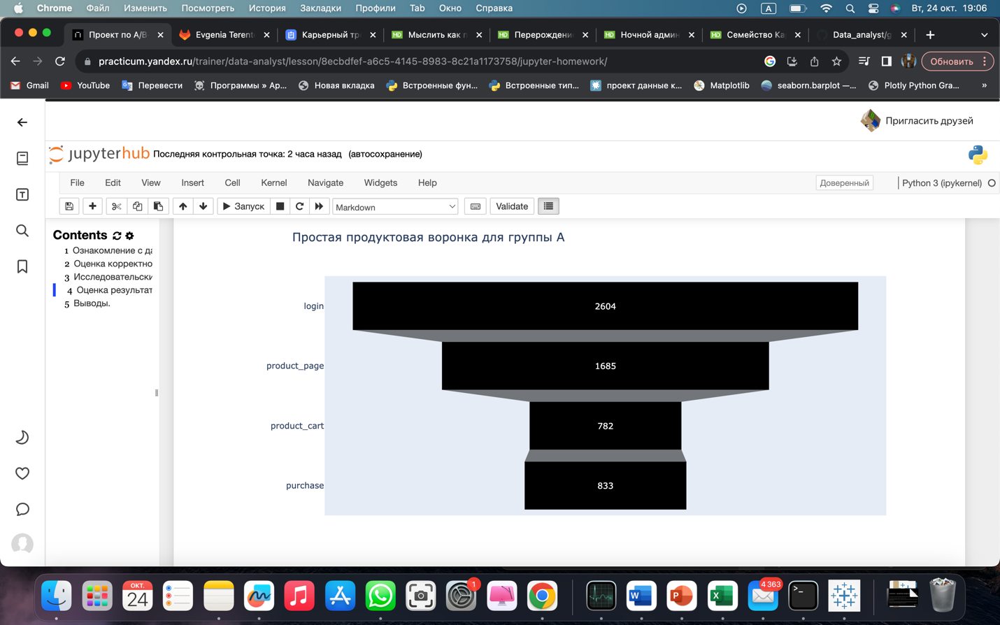 Chrome Файл Изменить Посмотреть История Закладки Профили Tab Окно Справка A Вт, 24 окт. 19:06
Проект по A/B Evgenia Terent Карьерный тр Мыслить как п Перерождени Ночной админ Семейство Ка Data_analyst/g
practicum.yandex.ru/trainer/data-analyst/lesson/8ecbdfef-a6c5-4145-8983-8c21a1173758/jupyter-homework/ Обновить
Gmail YouTube Перевести Программы » Ap... Новая вкладка Встроенные фун... Встроенные тип... проект данные к... Matplotlib seaborn.barplot —... Plotly Python Gra... »
Пригласить друзей
jupyterhub Последняя контрольная точка: 2 часа назад (автосохранение)
File Edit View Insert Cell Kernel Navigate Widgets Help Доверенный Python 3 (ipykernel)
Запуск Markdown Validate
Contents
1 Ознакомление с да
2 Оценка корректно
3 Исследовательски
4 Оценка результат
5 Выводы.
Простая продуктовая воронка для группы А
login 2604
product_page 1685
product_cart 782
purchase 833
ОКТ.
24
1
W
P
X
4 363